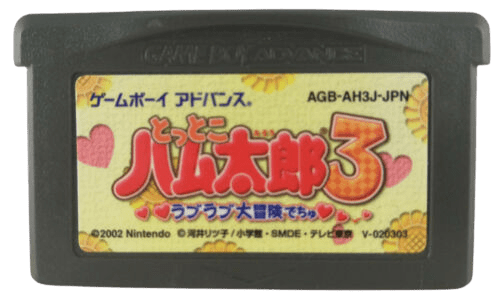 GAME BOY ADVANCE
ゲームボーイ アドバンス® AGB-AH3J-JPN
とっとこ
ハム太郎3
ラブラブ大冒険でちゅ
©2002 Nintendo ©河井リツ子/小学館・SMDE・テレビ東京 V-020303